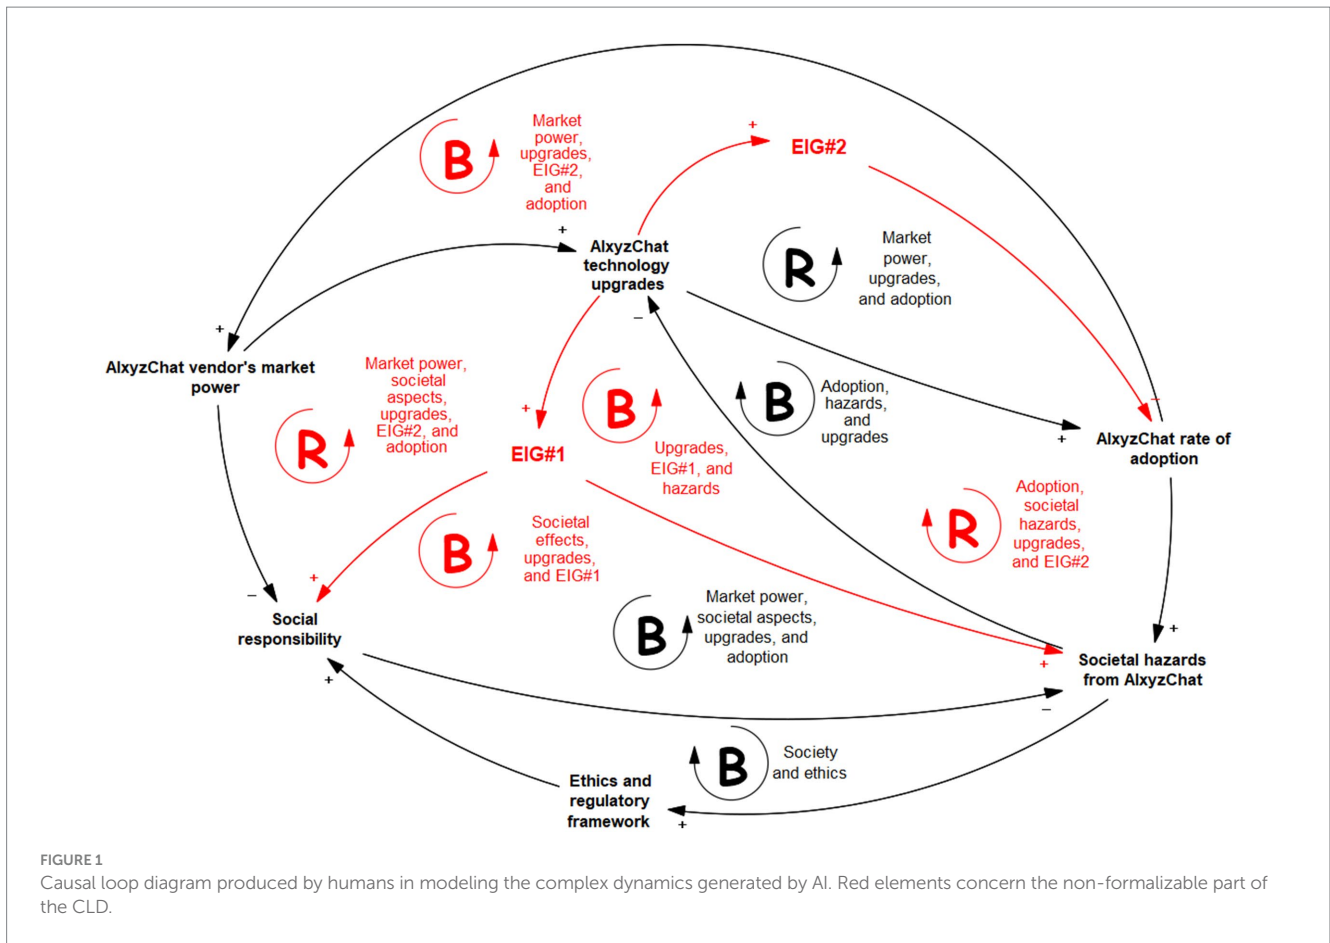 Market
power,
upgrades,
EIG#2,
and
adoption
B
+
EIG#2
+
AIxyzChat
technology
upgrades
R
Market
power,
upgrades,
and adoption
+
−
AIxyzChat vendor's market
power
Market power,
societal
aspects,
upgrades,
EIG#2, and
adoption
R
+
EIG#1
B
Upgrades,
EIG#1, and
hazards
B
Adoption,
hazards,
and
upgrades
−
+
AIxyzChat rate of
adoption
B
Societal
effects,
upgrades,
and EIG#1
R
Adoption,
societal
hazards,
upgrades,
and EIG#2
+
−
Social
responsibility
+
B
Market power,
societal aspects,
upgrades, and
adoption
+
+
Societal hazards
from AIxyzChat
−
B
Society
and ethics
Ethics and
regulatory
framework
+
FIGURE 1
Causal loop diagram produced by humans in modeling the complex dynamics generated by AI. Red elements concern the non-formalizable part of
the CLD.